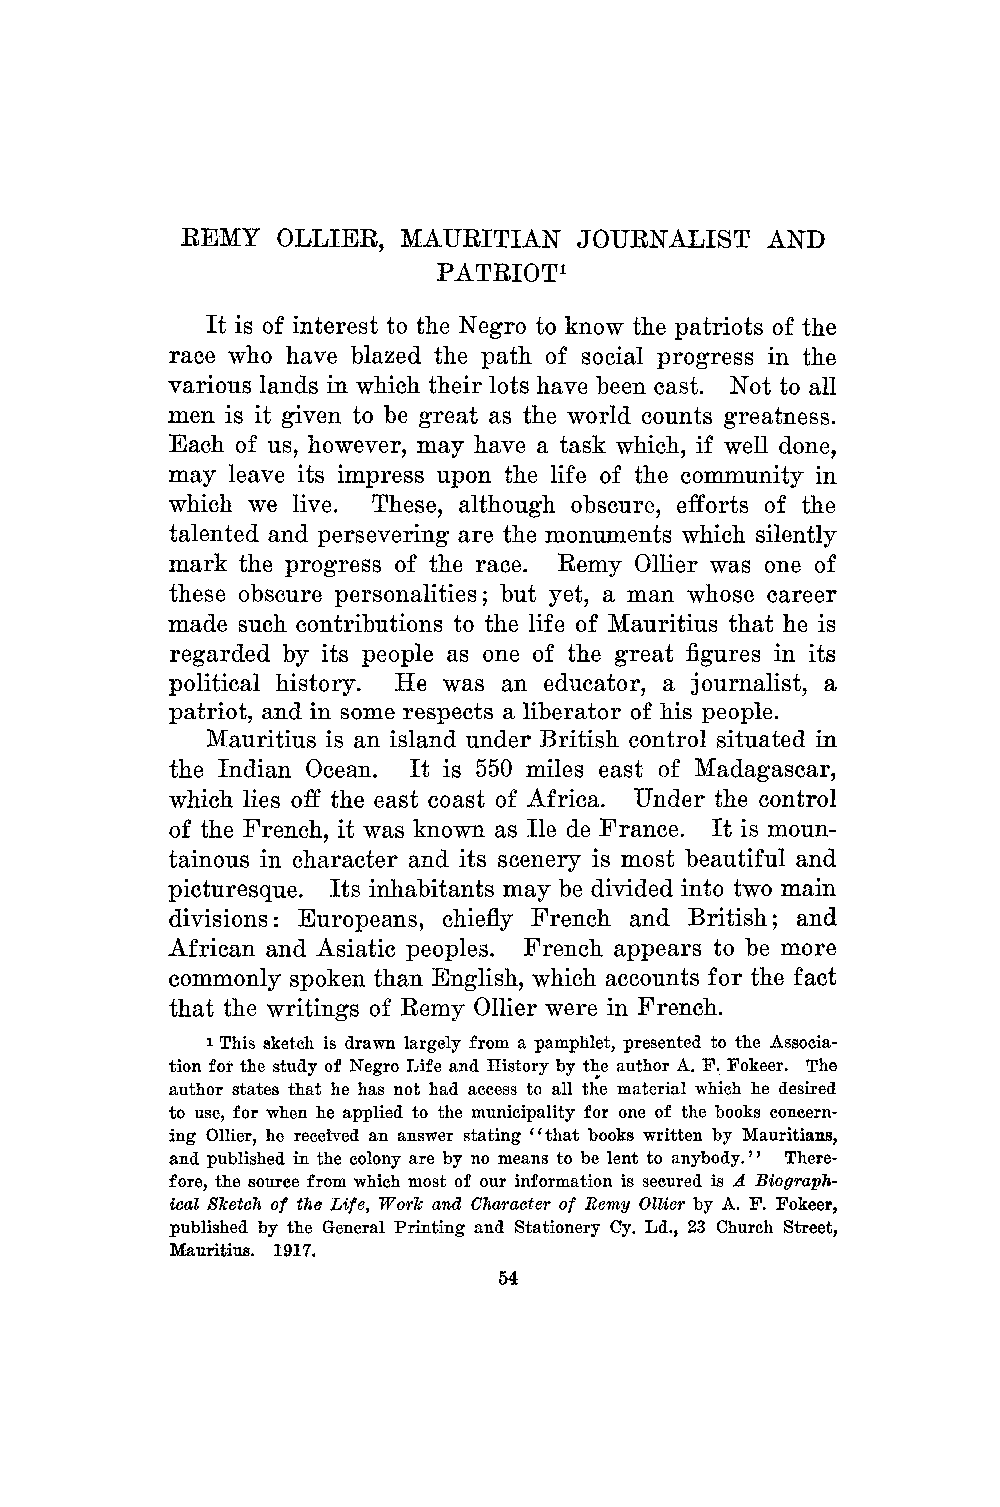 REMY OLLIER, MAURITIAN JOURNALIST AND
PATRIOT¹
It is of interest to the Negro to know the patriots of the
race who have blazed the path of social progress in the
various lands in which their lots have been cast. Not to all
men is it given to be great as the world counts greatness.
Each of us, however, may have a task which, if well done,
may leave its impress upon the life of the community in
which we live. These, although obscure, efforts of the
talented and persevering are the monuments which silently
mark the progress of the race. Remy Ollier was one of
these obscure personalities; but yet, a man whose career
made such contributions to the life of Mauritius that he is
regarded by its people as one of the great figures in its
political history. He was an educator, a journalist, a
patriot, and in some respects a liberator of his people.
Mauritius is an island under British control situated in
the Indian Ocean. It is 550 miles east of Madagascar,
which lies off the east coast of Africa. Under the control
of the French, it was known as Ile de France. It is moun-
tainous in character and its scenery is most beautiful and
picturesque. Its inhabitants may be divided into two main
divisions: Europeans, chiefly French and British; and
African and Asiatic peoples. French appears to be more
commonly spoken than English, which accounts for the fact
that the writings of Remy Ollier were in French.
¹ This sketch is drawn largely from a pamphlet, presented to the Associa-
tion for the study of Negro Life and History by the author A. F. Fokeer. The
author states that he has not had access to all the material which he desired
to use, for when he applied to the municipality for one of the books concern-
ing Ollier, he received an answer stating ''that books written by Mauritians,
and published in the colony are by no means to be lent to anybody.'' There-
fore, the source from which most of our information is secured is A Biograph-
ical Sketch of the Life, Work and Character of Remy Ollier by A. F. Fokeer,
published by the General Printing and Stationery Cy. Ld., 23 Church Street,
Mauritius. 1917.
54